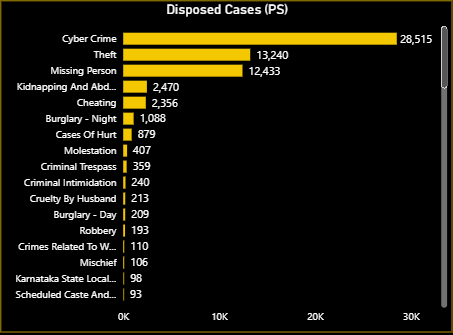 Disposed Cases (PS)
Cyber Crime 28,515
Theft 13,240
Missing Person 12,433
Kidnapping And Abd... 2,470
Cheating 2,356
Burglary - Night 1,088
Cases Of Hurt 879
Molestation 407
Criminal Trespass 359
Criminal Intimidation 240
Cruelty By Husband 213
Burglary - Day 209
Robbery 193
Crimes Related To W... 110
Mischief 106
Karnataka State Local... 98
Scheduled Caste And... 93
0K 10K 20K 30K